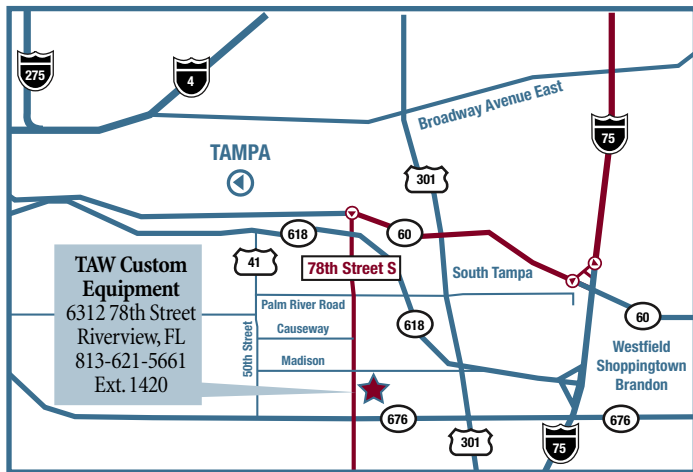 275
4
Broadway Avenue East
75
TAMPA
301
618
60
41
78th Street S
South Tampa
TAW Custom
Equipment
6312 78th Street
Riverview, FL
813-621-5661
Ext. 1420
50th Street
Palm River Road
Causeway
Madison
618
60
Westfield
Shoppingtown
Brandon
676
676
301
75